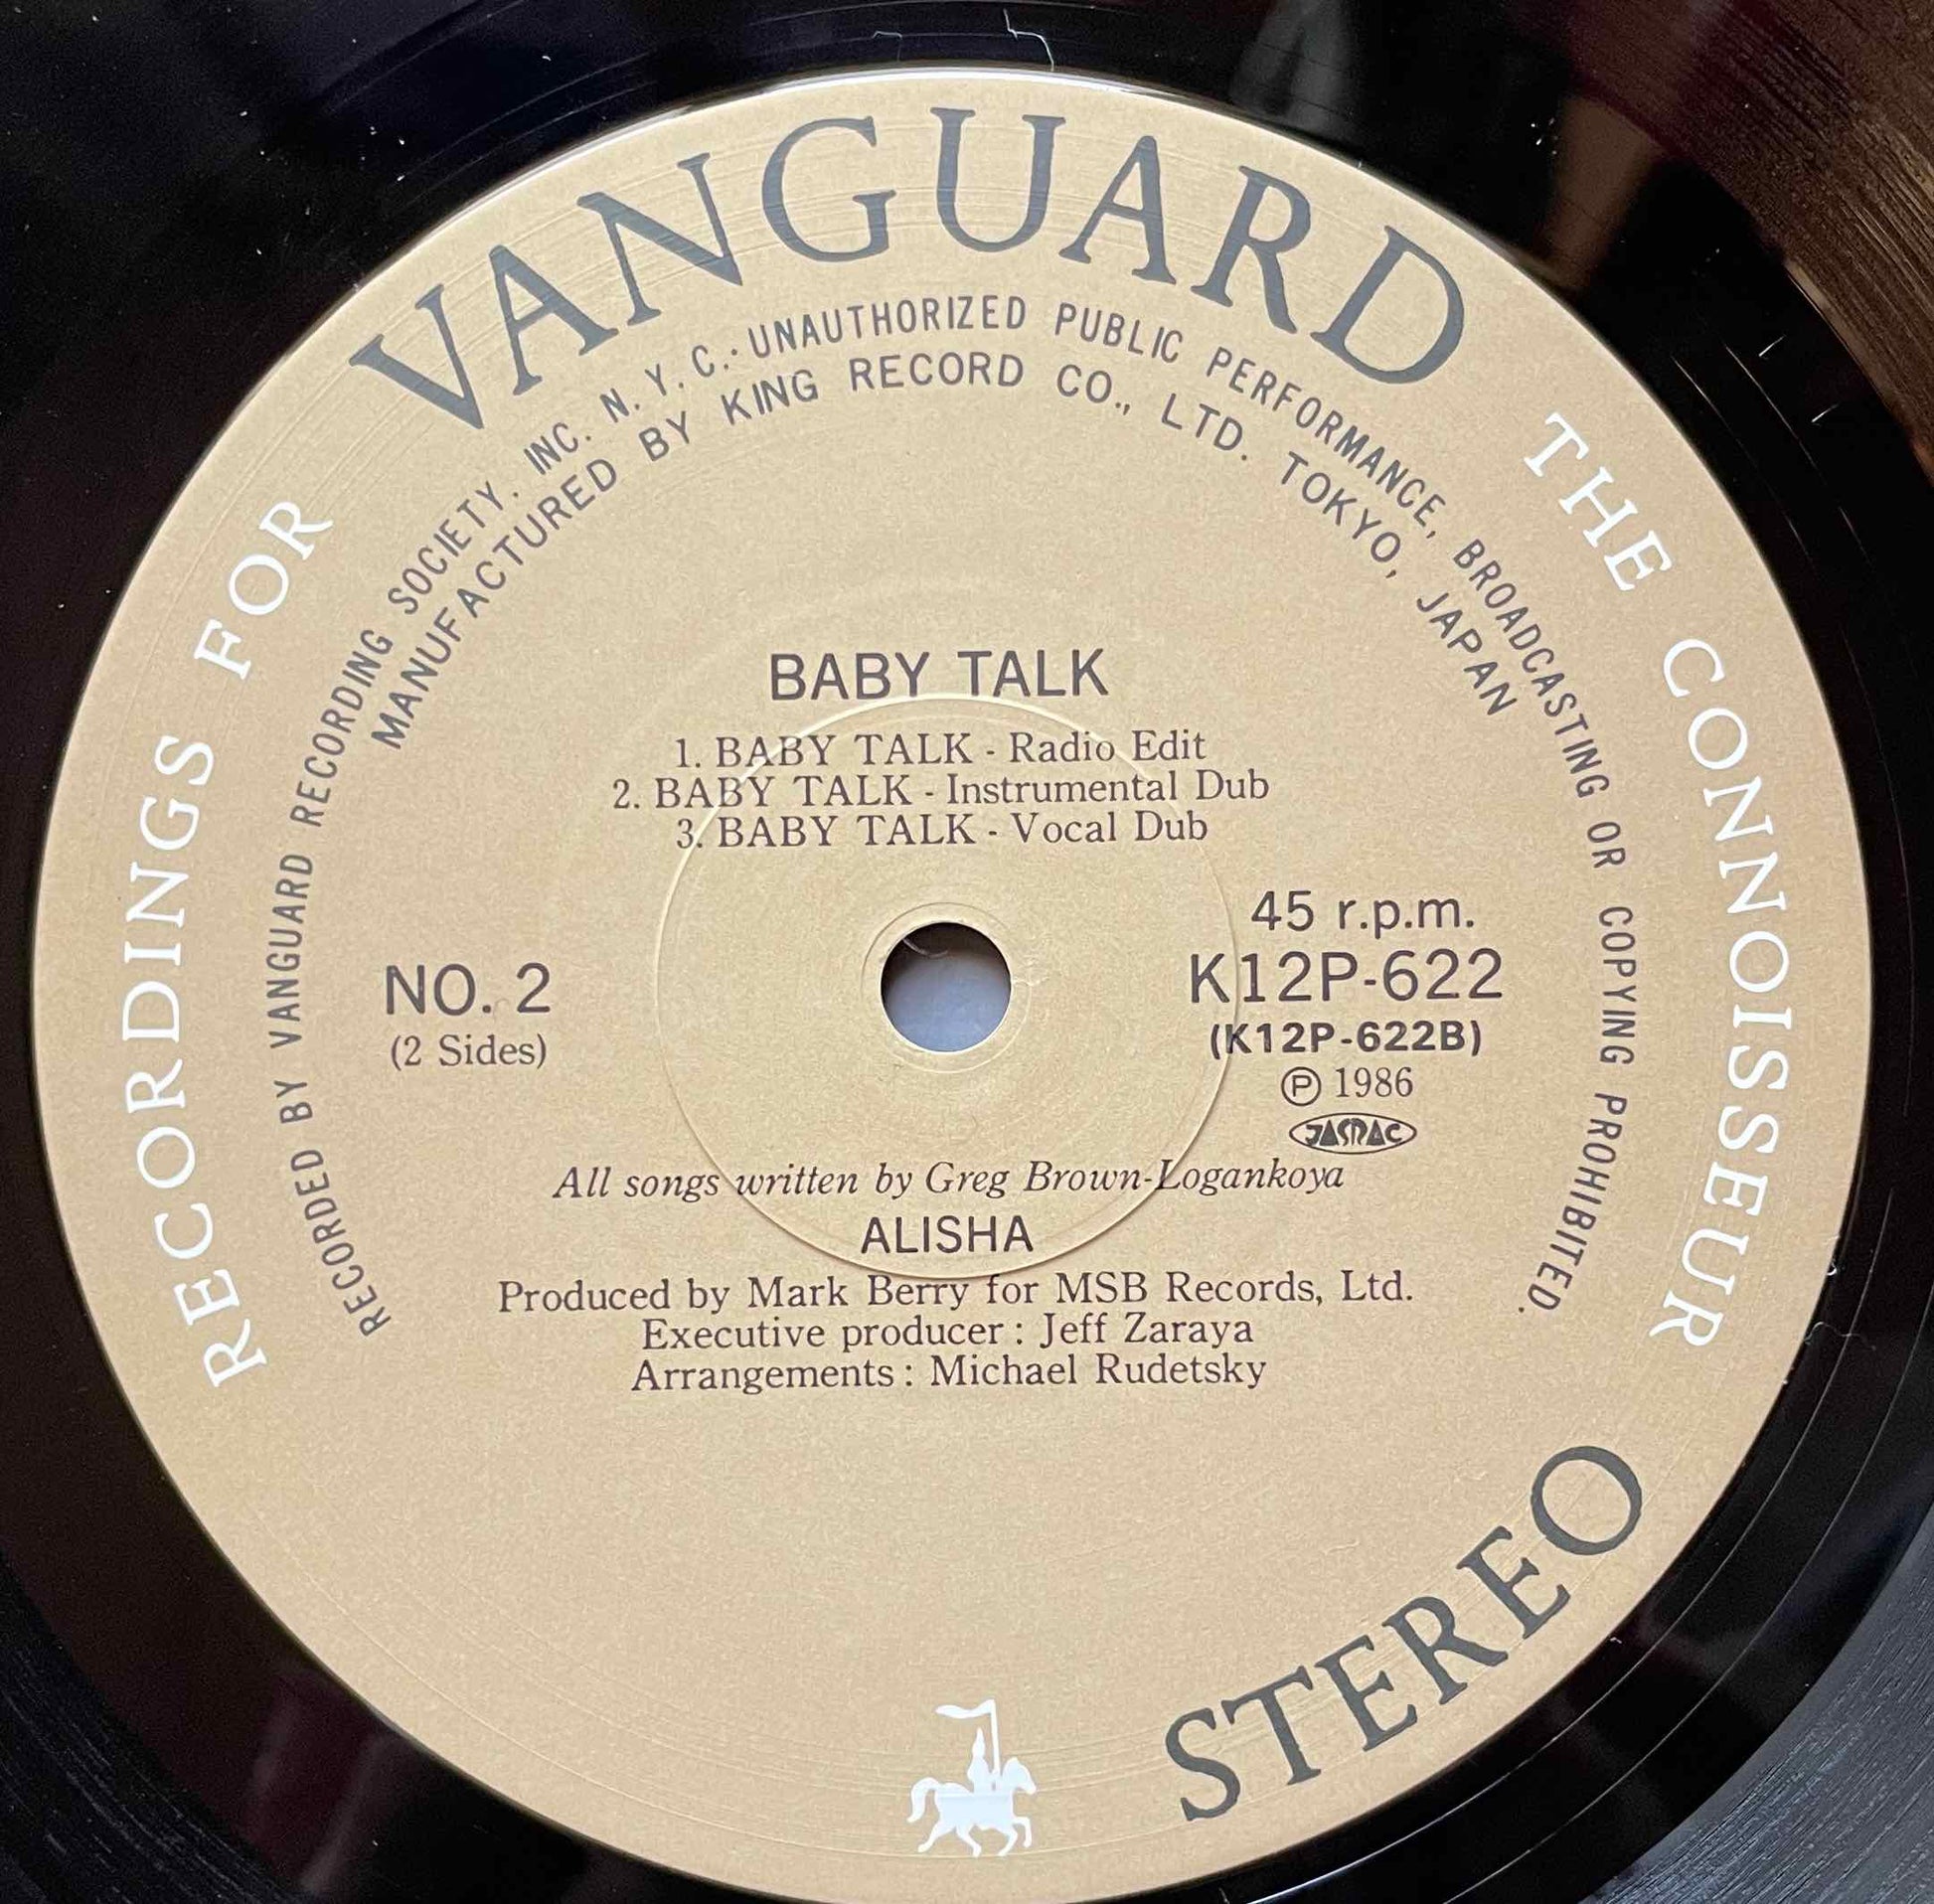 VANGUARD
RECORDINGS FOR THE CONNOISSEUR
RECORDED BY VANGUARD RECORDING SOCIETY. INC. N. Y. C.· UNAUTHORIZED PUBLIC PERFORMANCE, BROADCASTING OR COPYING PROHIBITED.
MANUFACTURED BY KING RECORD CO., LTD. TOKYO, JAPAN
BABY TALK
1. BABY TALK - Radio Edit
2. BABY TALK - Instrumental Dub
3. BABY TALK - Vocal Dub
45 r.p.m.
NO. 2
K12P-622
(2 Sides)
(K12P-622B)
Ⓟ 1986
JASRAC
All songs written by Greg Brown-Logankoya
ALISHA
Produced by Mark Berry for MSB Records, Ltd.
Executive producer : Jeff Zaraya
Arrangements : Michael Rudetsky
STEREO